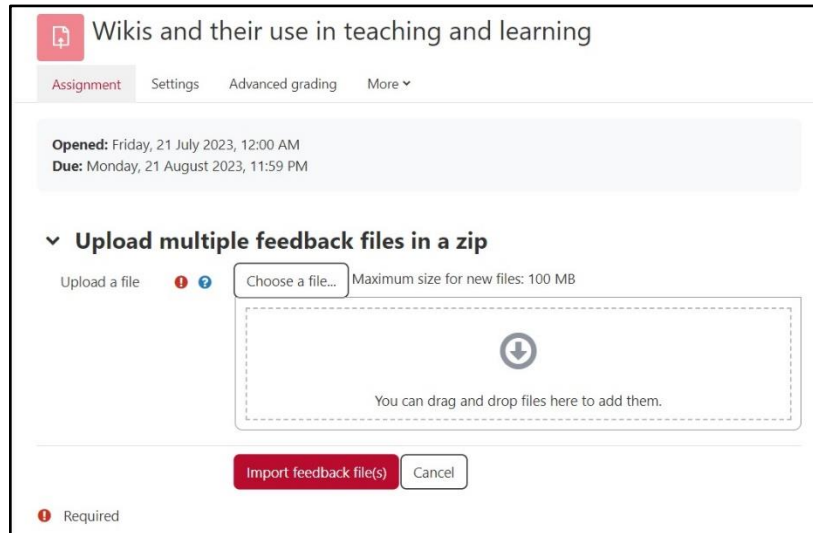 Wikis and their use in teaching and learning
Assignment Settings Advanced grading More
Opened: Friday, 21 July 2023, 12:00 AM
Due: Monday, 21 August 2023, 11:59 PM
Upload multiple feedback files in a zip
Upload a file Choose a file... Maximum size for new files: 100 MB
You can drag and drop files here to add them.
Import feedback file(s) Cancel
Required